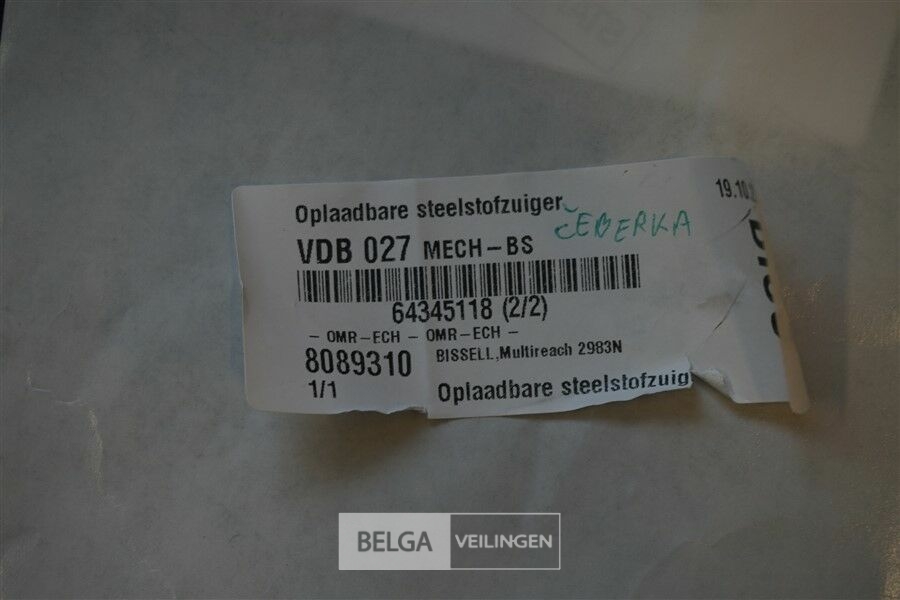 Oplaadbare steelstofzuiger
ČEBERKA
19.10.2
VDB 027 MECH-BS
64345118 (2/2)
- OMR-ECH - OMR-ECH -
8089310 BISSELL,Multireach 2983N
1/1 Oplaadbare steelstofzuig
BELGA VEILINGEN